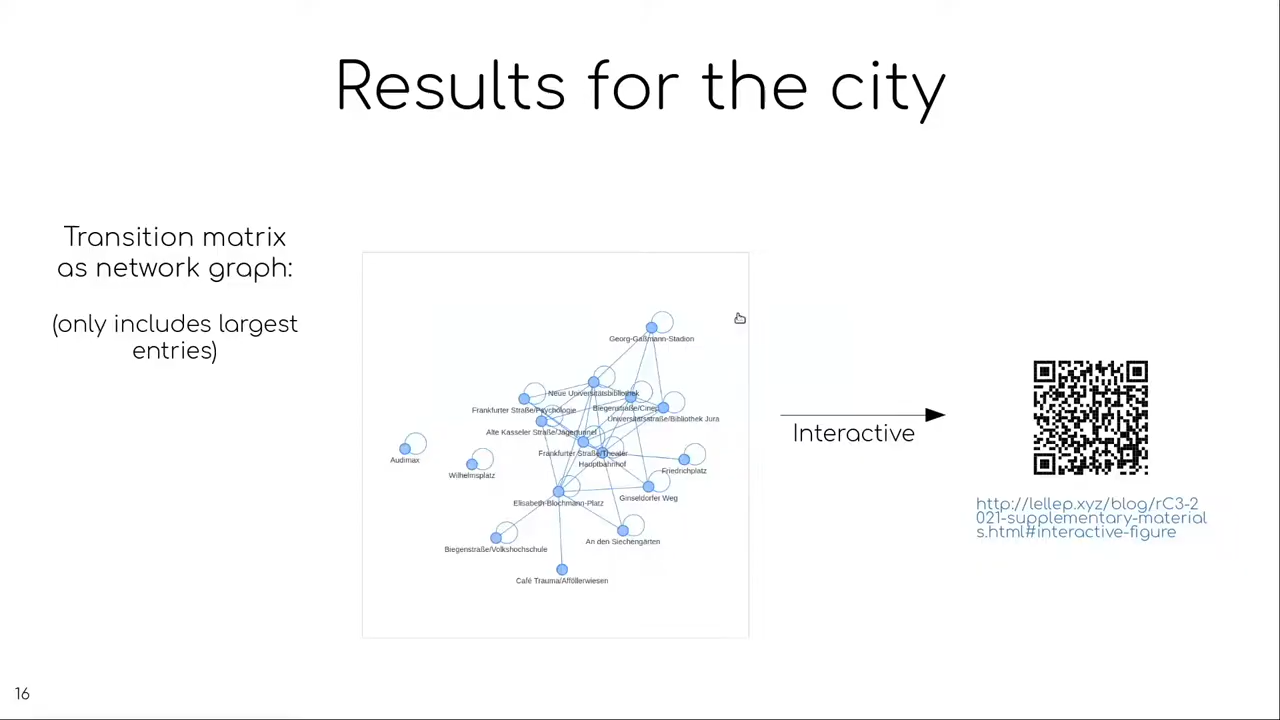 Results for the city
Transition matrix
as network graph:
(only includes largest
entries)
Georg-Gaßmann-Stadion
Neue Universitätsbibliothek
Frankfurter Straße/Psychologie
Biegenstraße/Cinep
Universitätsstraße/Bibliothek Jura
Alte Kasseler Straße/Jägertunnel
Frankfurter Straße/Theater
Hauptbahnhof
Friedrichplatz
Audimax
Wilhelmsplatz
Ginseldorfer Weg
Elisabeth-Blochmann-Platz
An den Siechengärten
Biegenstraße/Volkshochschule
Café Trauma/Afföllerwiesen
Interactive
http://lellep.xyz/blog/rC3-2
021-supplementary-material
s.html#interactive-figure
16